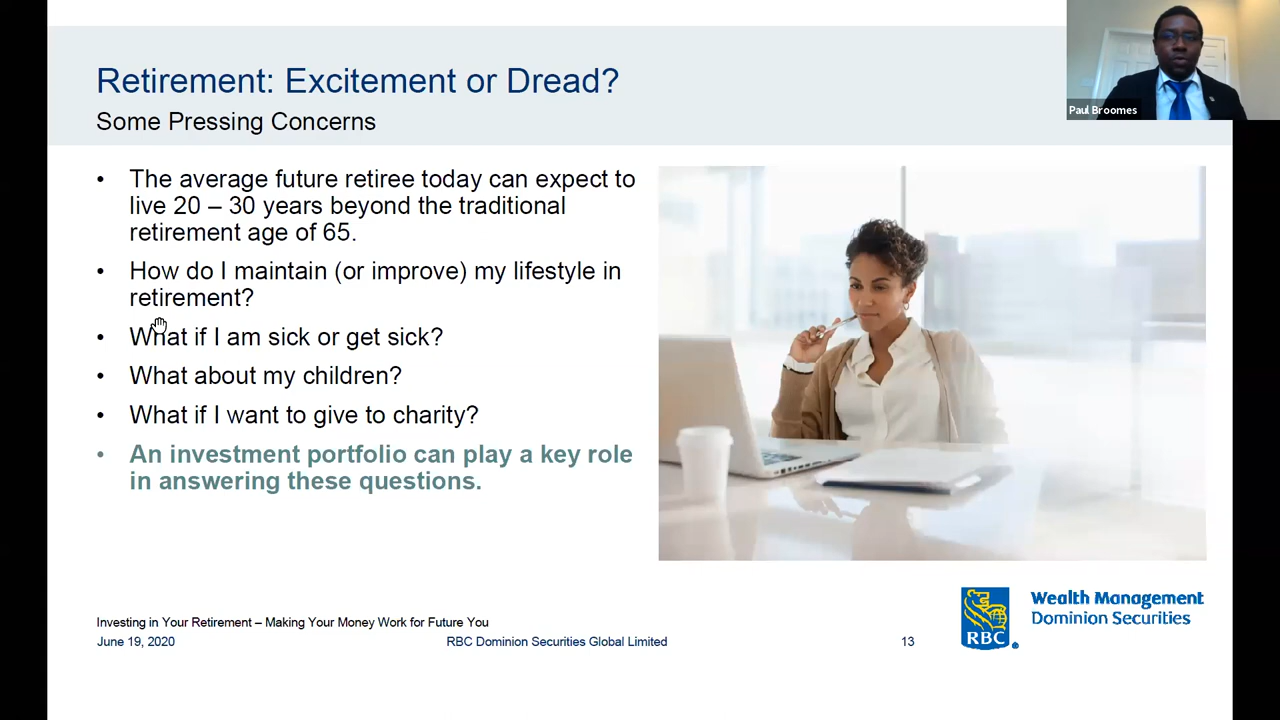 Retirement: Excitement or Dread?
Some Pressing Concerns
Paul Broomes
• The average future retiree today can expect to
live 20 – 30 years beyond the traditional
retirement age of 65.
• How do I maintain (or improve) my lifestyle in
retirement?
• What if I am sick or get sick?
• What about my children?
• What if I want to give to charity?
• An investment portfolio can play a key role
in answering these questions.
Investing in Your Retirement – Making Your Money Work for Future You
June 19, 2020
RBC Dominion Securities Global Limited
13
RBC ®
Wealth Management
Dominion Securities